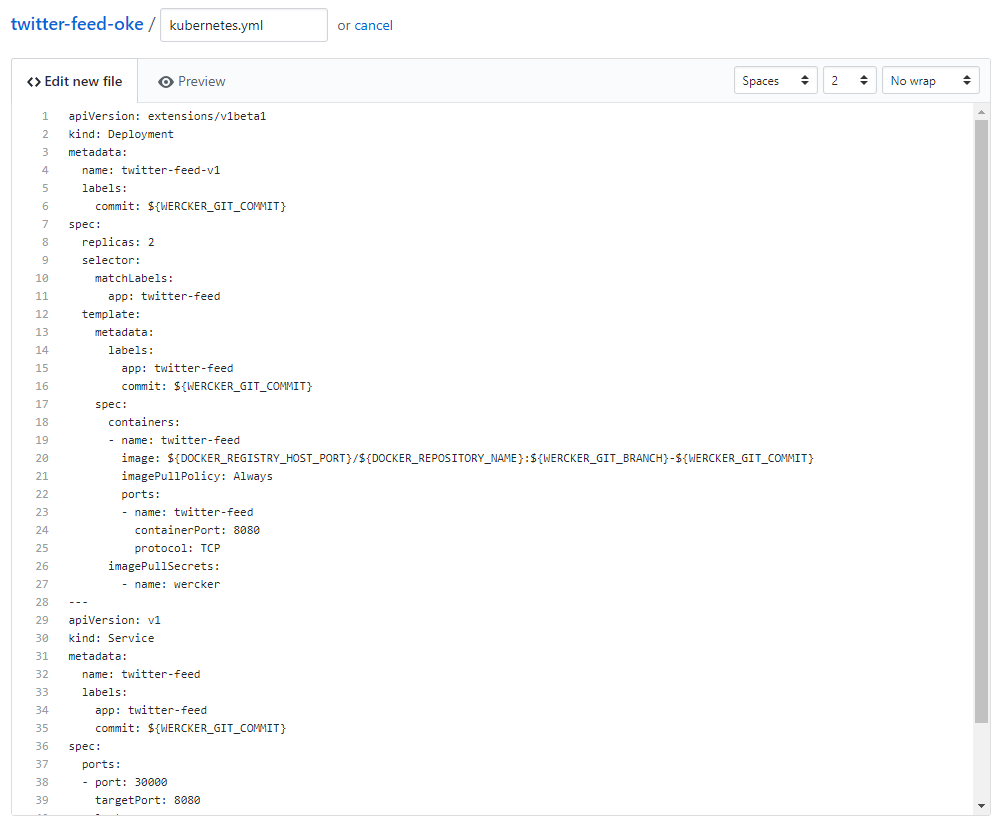 twitter-feed-oke / kubernetes.yml or cancel
<> Edit new file Preview Spaces 2 No wrap
1 apiVersion: extensions/v1beta1
2 kind: Deployment
3 metadata:
4   name: twitter-feed-v1
5   labels:
6     commit: ${WERCKER_GIT_COMMIT}
7 spec:
8   replicas: 2
9   selector:
10     matchLabels:
11       app: twitter-feed
12   template:
13     metadata:
14       labels:
15         app: twitter-feed
16         commit: ${WERCKER_GIT_COMMIT}
17     spec:
18       containers:
19       - name: twitter-feed
20         image: ${DOCKER_REGISTRY_HOST_PORT}/${DOCKER_REPOSITORY_NAME}:${WERCKER_GIT_BRANCH}-${WERCKER_GIT_COMMIT}
21         imagePullPolicy: Always
22         ports:
23         - name: twitter-feed
24           containerPort: 8080
25           protocol: TCP
26       imagePullSecrets:
27         - name: wercker
28 ---
29 apiVersion: v1
30 kind: Service
31 metadata:
32   name: twitter-feed
33   labels:
34     app: twitter-feed
35     commit: ${WERCKER_GIT_COMMIT}
36 spec:
37   ports:
38   - port: 30000
39     targetPort: 8080